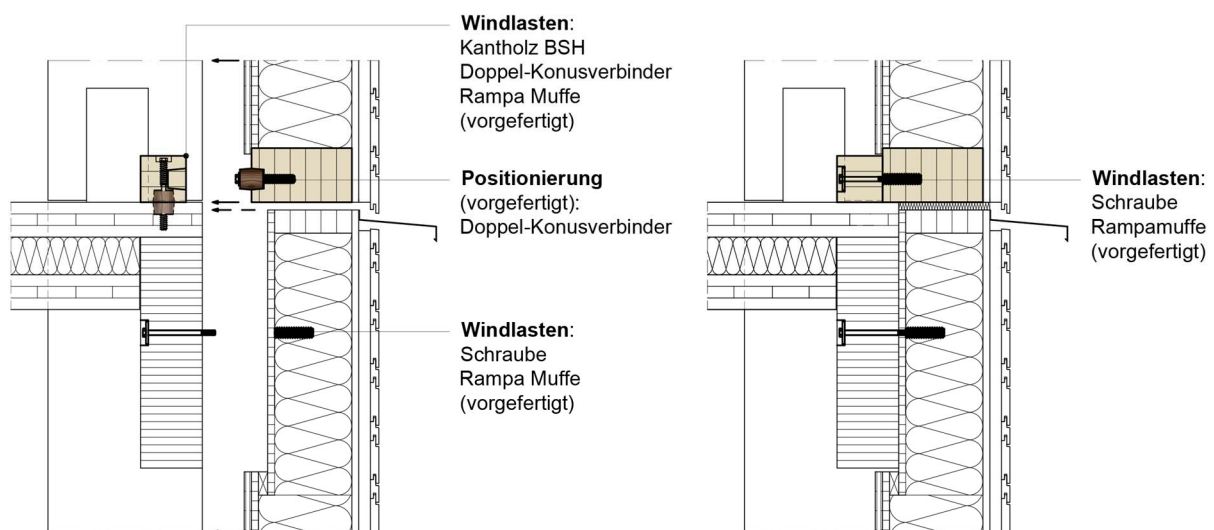 Windlasten:
Kantholz BSH
Doppel-Konusverbinder
Rampa Muffe
(vorgefertigt)
Positionierung
(vorgefertigt):
Doppel-Konusverbinder
Windlasten:
Schraube
Rampa Muffe
(vorgefertigt)
Windlasten:
Schraube
Rampamuffe
(vorgefertigt)